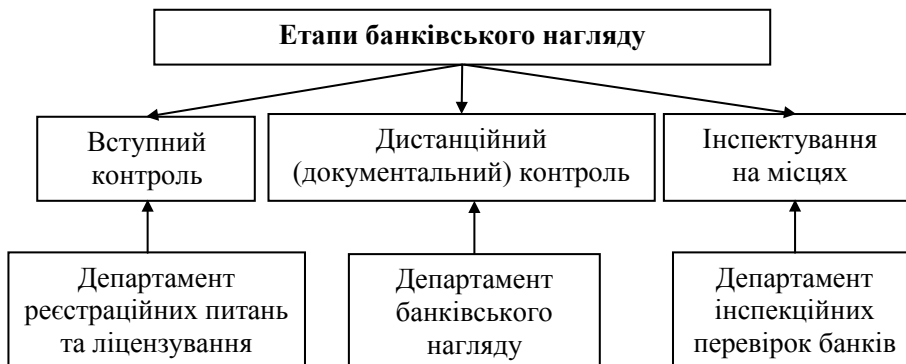 Етапи банківського нагляду
Вступний
контроль
Дистанційний
(документальний) контроль
Інспектування
на місцях
Департамент
реєстраційних питань
та ліцензування
Департамент
банківського
нагляду
Департамент
інспекційних
перевірок банків